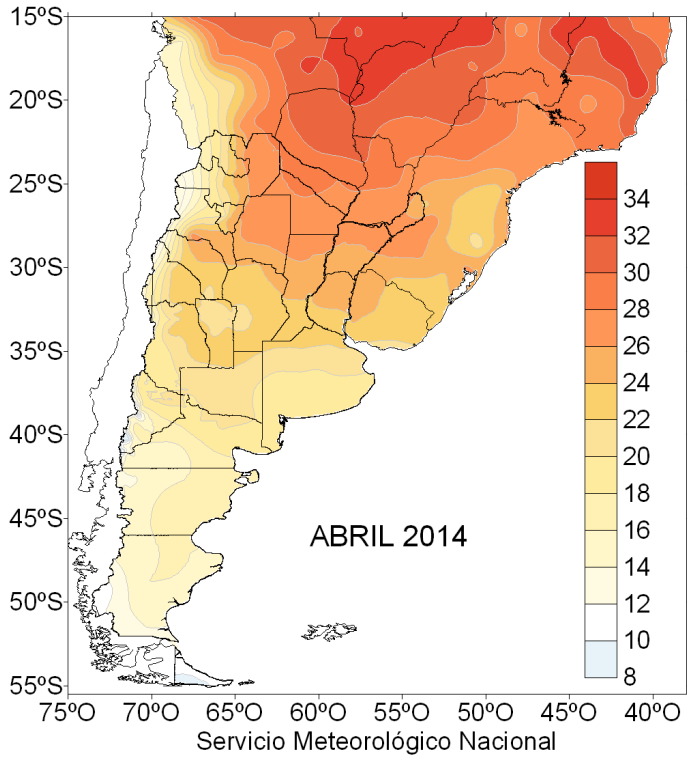 15ºS
20ºS
25ºS
30ºS
35ºS
40ºS
45ºS
50ºS
55ºS
34
32
30
28
26
24
22
20
18
16
14
12
10
8
ABRIL 2014
75ºO 70ºO 65ºO 60ºO 55ºO 50ºO 45ºO 40ºO
Servicio Meteorológico Nacional